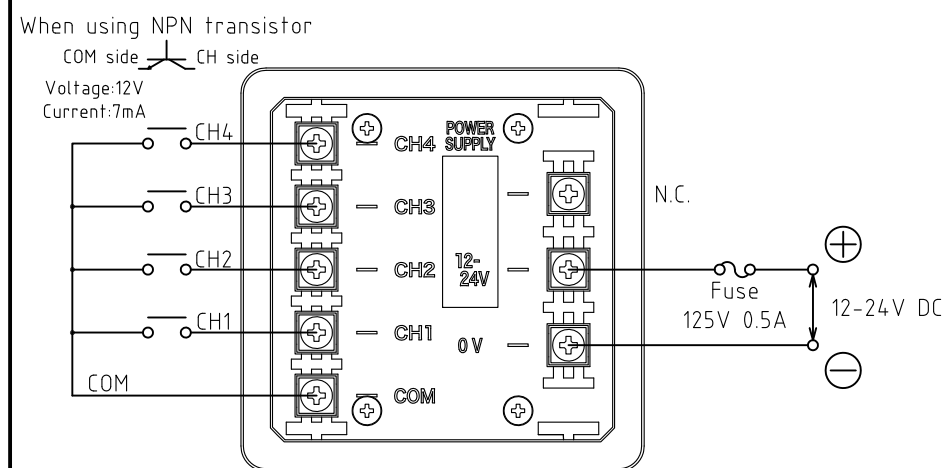 When using NPN transistor
COM side CH side
Voltage:12V
Current:7mA
CH4
CH3
CH2
CH1
COM
CH4
CH3
CH2
CH1
COM
POWER
SUPPLY
12-
24V
0V
N.C.
Fuse
125V 0.5A
+
12-24V DC
−